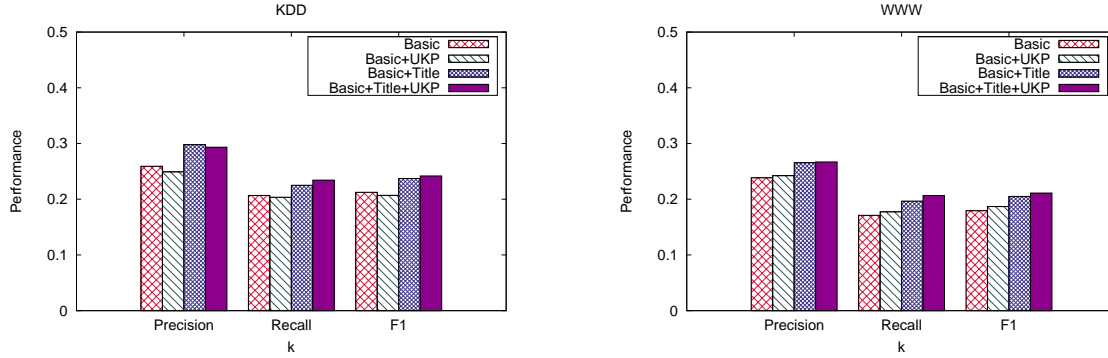 KDD
Performance
0.5
0.4
0.3
0.2
0.1
0
Basic
Basic+UKP
Basic+Title
Basic+Title+UKP
Precision Recall F1
k
WWW
Performance
0.5
0.4
0.3
0.2
0.1
0
Basic
Basic+UKP
Basic+Title
Basic+Title+UKP
Precision Recall F1
k